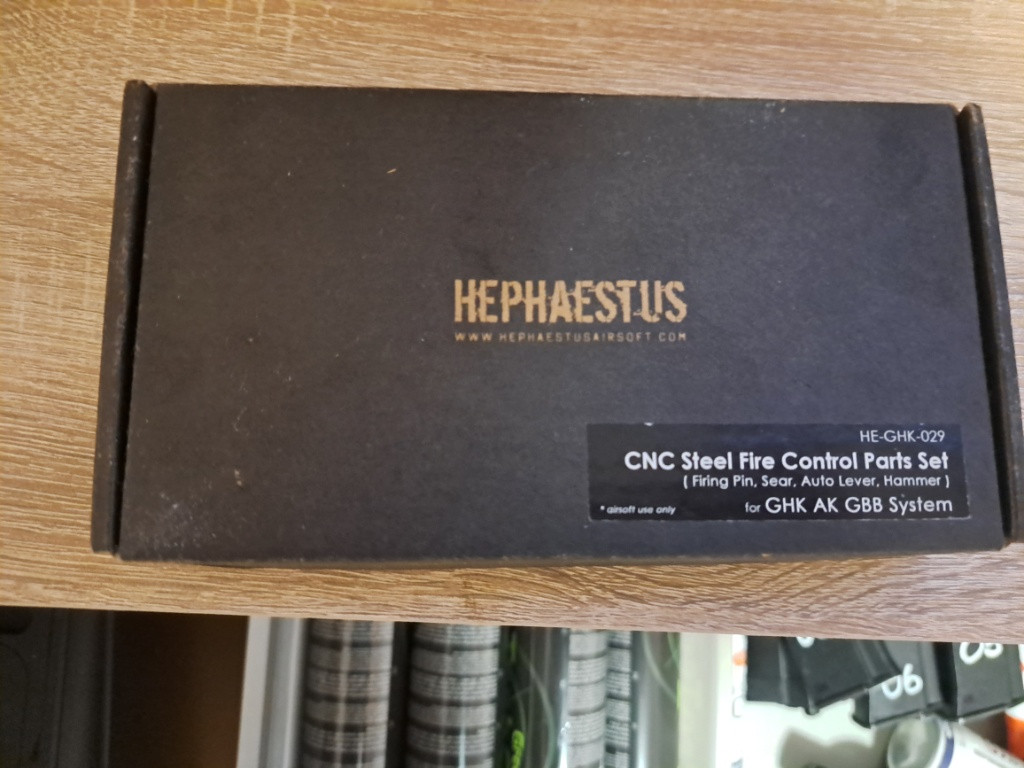 HEPHAESTUS
WWW.HEPHAESTUSAIRSOFT.COM
HE-GHK-029
CNC Steel Fire Control Parts Set
( Firing Pin, Sear, Auto Lever, Hammer )
* airsoft use only
for GHK AK GBB System
06